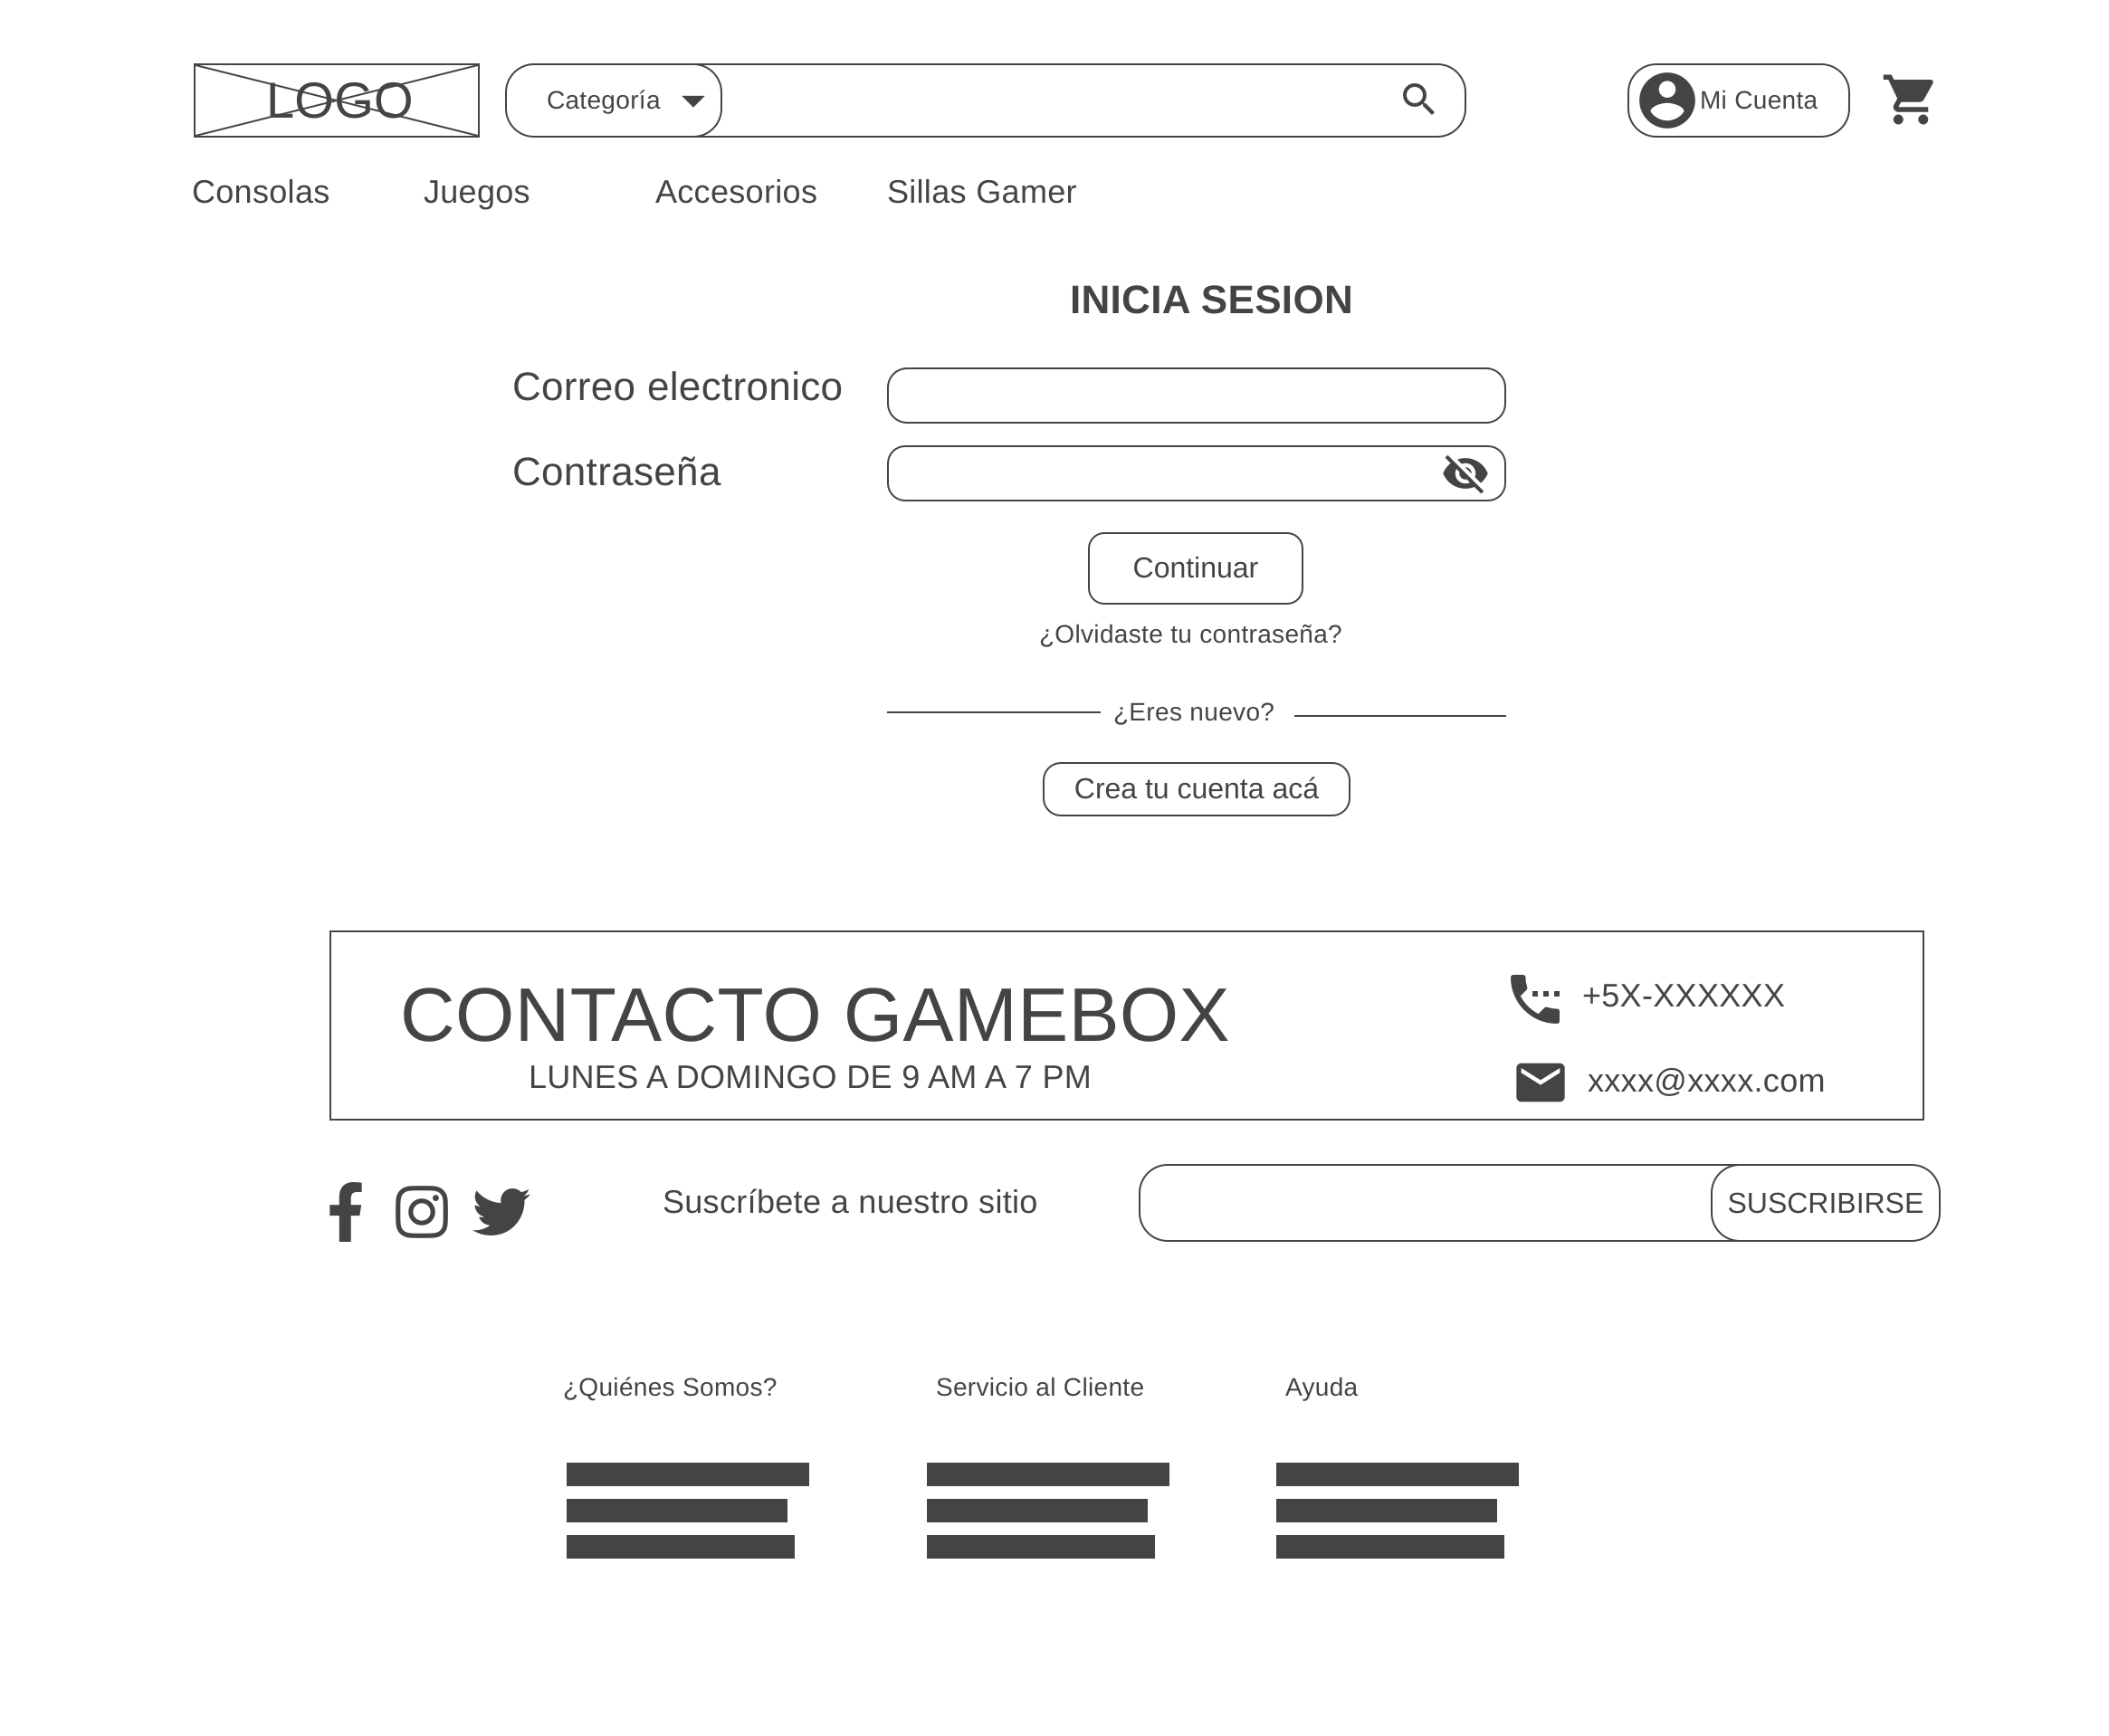 LOGO
Categoría
Mi Cuenta
Consolas
Juegos
Accesorios
Sillas Gamer
INICIA SESION
Correo electronico
Contraseña
Continuar
¿Olvidaste tu contraseña?
¿Eres nuevo?
Crea tu cuenta acá
CONTACTO GAMEBOX
LUNES A DOMINGO DE 9 AM A 7 PM
+5X-XXXXXX
xxxx@xxxx.com
Suscríbete a nuestro sitio
SUSCRIBIRSE
¿Quiénes Somos?
Servicio al Cliente
Ayuda